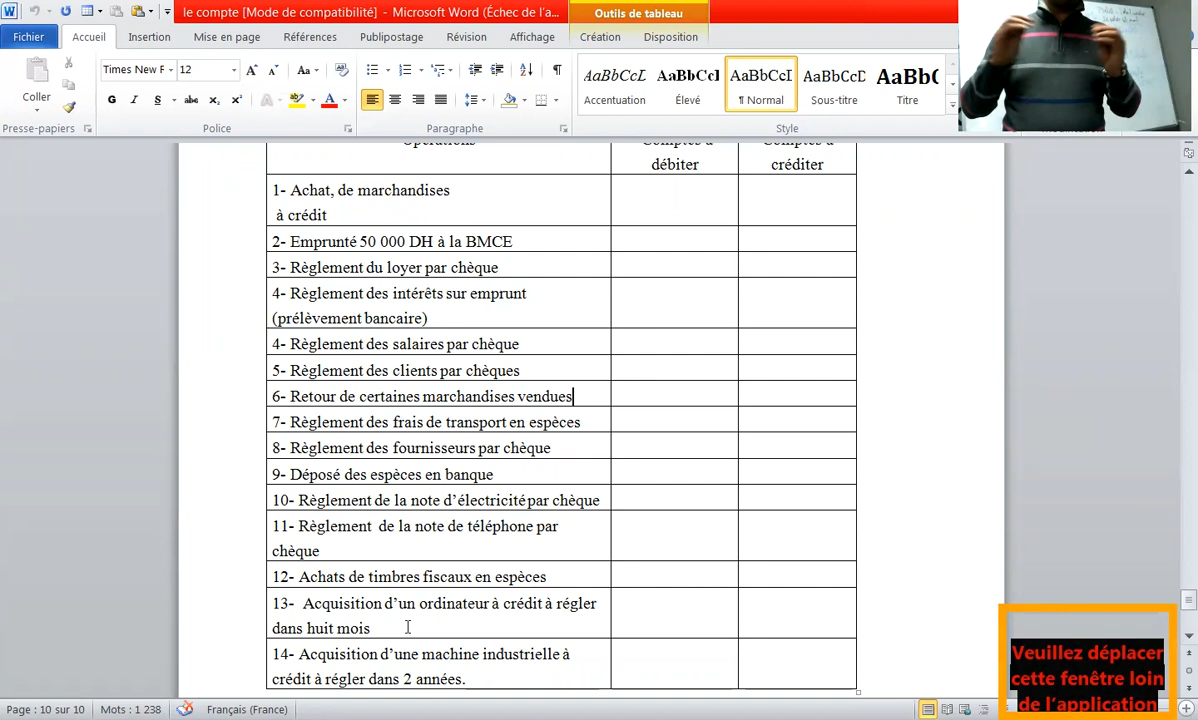 le compte [Mode de compatibilité] - Microsoft Word (Échec de l'a...
Outils de tableau
Fichier
Accueil
Insertion
Mise en page
Références
Publipostage
Révision
Affichage
Création
Disposition
Coller
Times New F
12
AaBbCcL
AaBbCcI
AaBbCcD
AaBbCcD
AaBb(
Accentuation
Élevé
¶ Normal
Sous-titre
Titre
Presse-papiers
Police
Paragraphe
Style
Opérations
Comptes à
débiter
Comptes à
créditer
1- Achat, de marchandises
à crédit
2- Emprunté 50 000 DH à la BMCE
3- Règlement du loyer par chèque
4- Règlement des intérêts sur emprunt
(prélèvement bancaire)
4- Règlement des salaires par chèque
5- Règlement des clients par chèques
6- Retour de certaines marchandises vendues
7- Règlement des frais de transport en espèces
8- Règlement des fournisseurs par chèque
9- Déposé des espèces en banque
10- Règlement de la note d'électricité par chèque
11- Règlement de la note de téléphone par
chèque
12- Achats de timbres fiscaux en espèces
13- Acquisition d'un ordinateur à crédit à régler
dans huit mois
14- Acquisition d'une machine industrielle à
crédit à régler dans 2 années.
Veuillez déplacer
cette fenêtre loin
de l'application
Page : 10 sur 10
Mots : 1 238
Français (France)